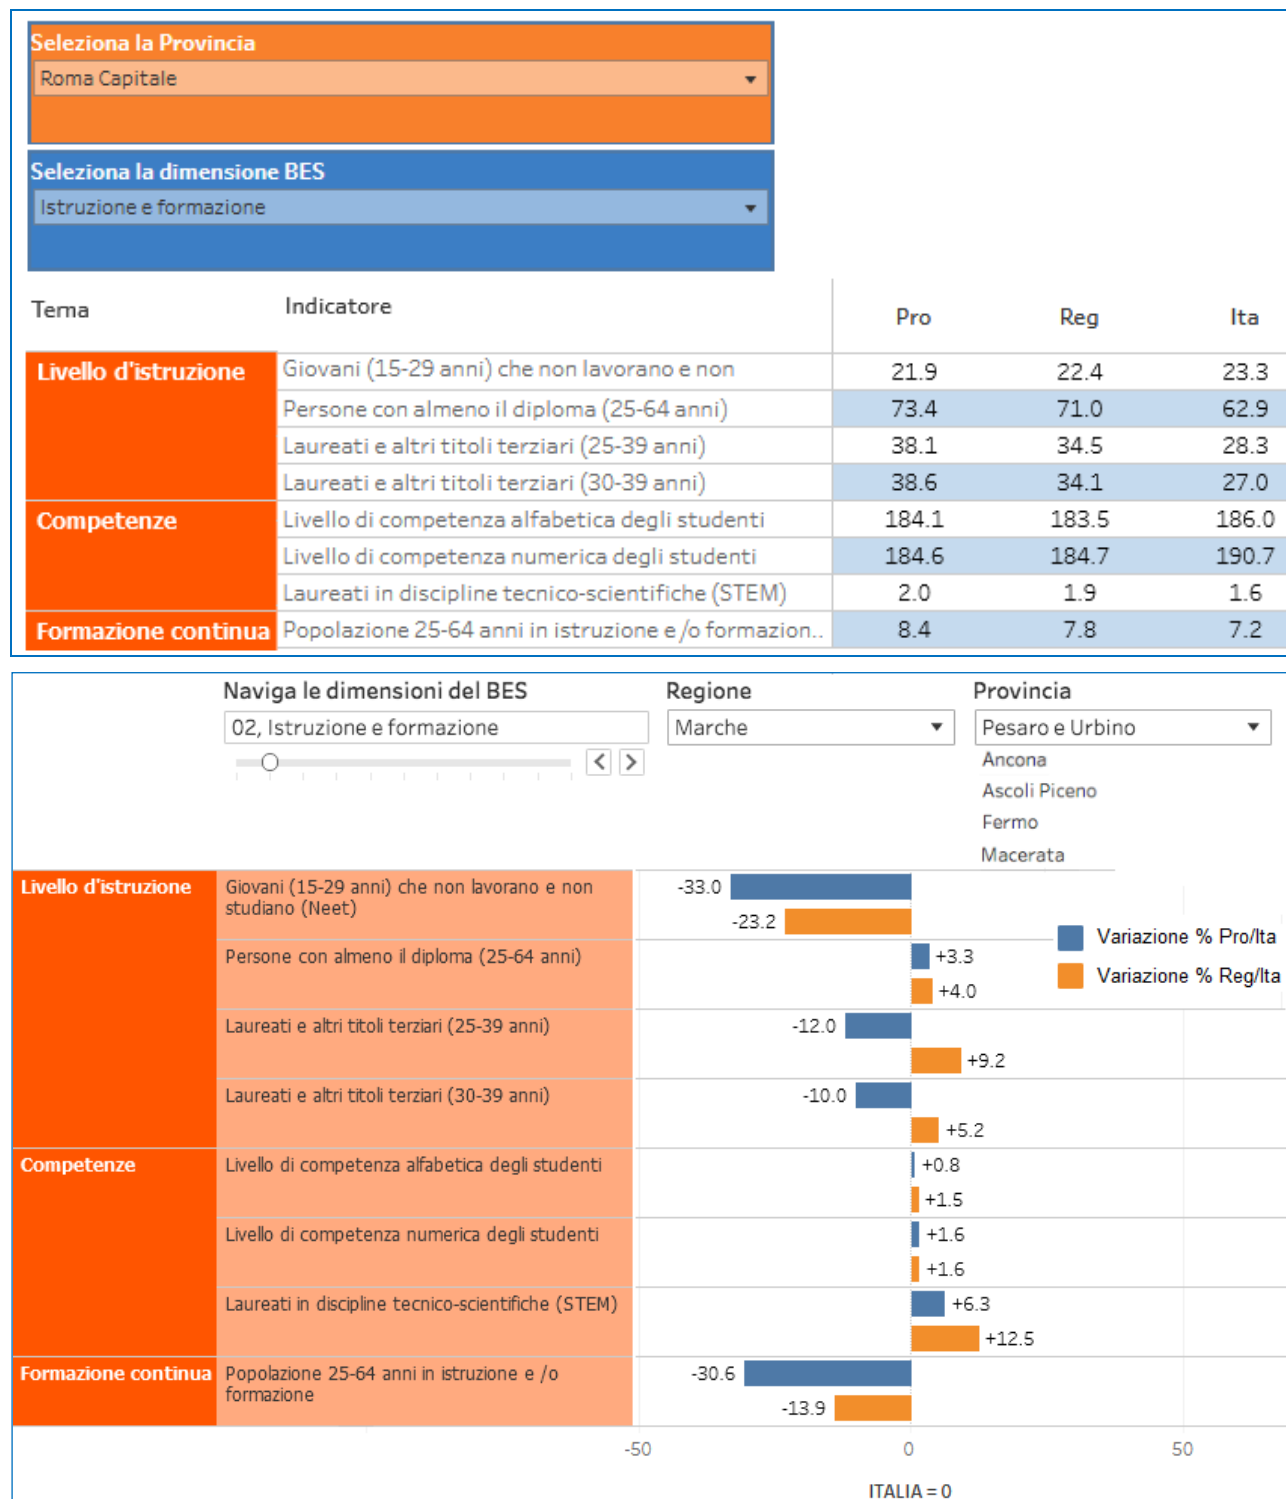 Seleziona la Provincia
Roma Capitale
Seleziona la dimensione BES
Istruzione e formazione
Tema Indicatore Pro Reg Ita
Livello d'istruzione Giovani (15-29 anni) che non lavorano e non 21.9 22.4 23.3
Persone con almeno il diploma (25-64 anni) 73.4 71.0 62.9
Laureati e altri titoli terziari (25-39 anni) 38.1 34.5 28.3
Laureati e altri titoli terziari (30-39 anni) 38.6 34.1 27.0
Competenze Livello di competenza alfabetica degli studenti 184.1 183.5 186.0
Livello di competenza numerica degli studenti 184.6 184.7 190.7
Laureati in discipline tecnico-scientifiche (STEM) 2.0 1.9 1.6
Formazione continua Popolazione 25-64 anni in istruzione e /o formazion.. 8.4 7.8 7.2
Naviga le dimensioni del BES Regione Provincia
02, Istruzione e formazione Marche Pesaro e Urbino
Ancona
Ascoli Piceno
Fermo
Macerata
Livello d'istruzione Giovani (15-29 anni) che non lavorano e non -33.0
studiano (Neet) -23.2
Variazione % Pro/Ita
Persone con almeno il diploma (25-64 anni) +3.3
Variazione % Reg/Ita
+4.0
Laureati e altri titoli terziari (25-39 anni) -12.0
+9.2
Laureati e altri titoli terziari (30-39 anni) -10.0
+5.2
Competenze Livello di competenza alfabetica degli studenti +0.8
+1.5
Livello di competenza numerica degli studenti +1.6
+1.6
Laureati in discipline tecnico-scientifiche (STEM) +6.3
+12.5
Formazione continua Popolazione 25-64 anni in istruzione e /o -30.6
formazione -13.9
-50 0 50
ITALIA = 0